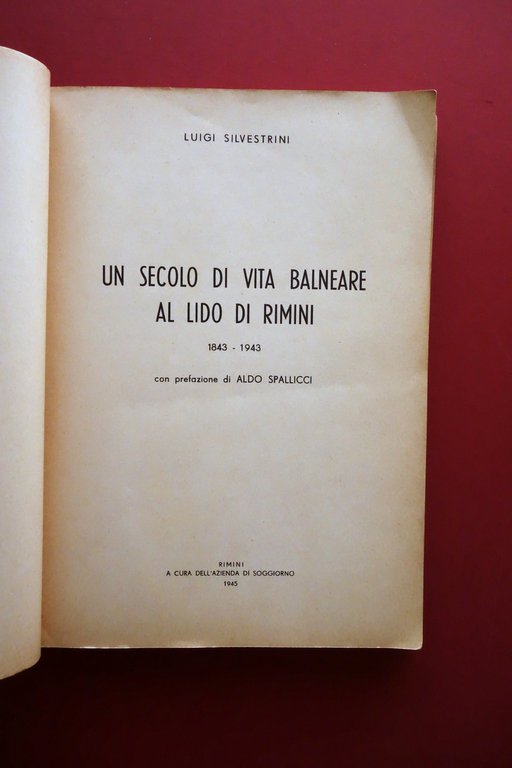 LUIGI SILVESTRINI
UN SECOLO DI VITA BALNEARE
AL LIDO DI RIMINI
1843 - 1943
con prefazione di ALDO SPALLICCI
RIMINI
A CURA DELL'AZIENDA DI SOGGIORNO
1945